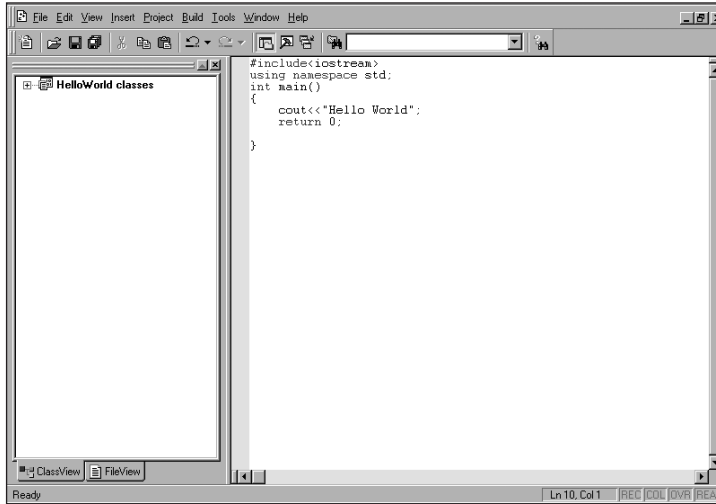 File Edit View Insert Project Build Tools Window Help
HelloWorld classes
#include<iostream>
using namespace std;
int main()
{
cout<<"Hello World";
return 0;
}
ClassView FileView
Ready
Ln 10, Col 1 REC COL OVR REA